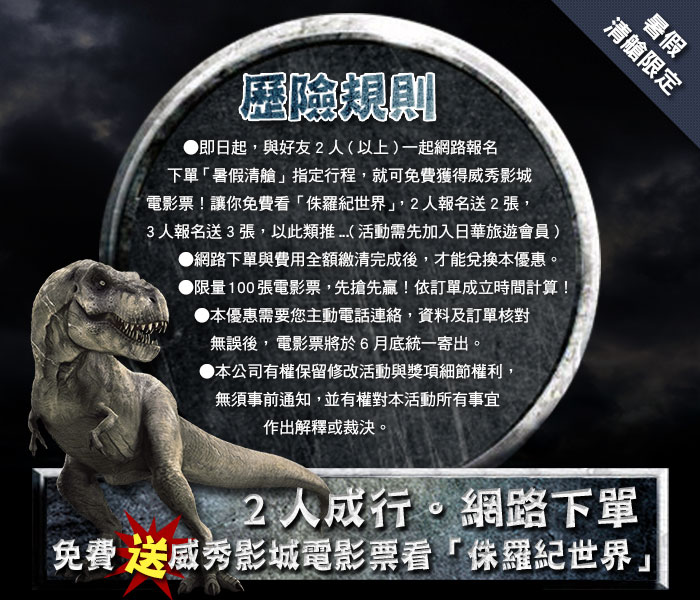 暑假
清艙限定
歷險規則
●即日起，與好友2人(以上)一起網路報名
下單「暑假清艙」指定行程，就可免費獲得威秀影城
電影票！讓你免費看「侏羅紀世界」，2人報名送2張，
3人報名送3張，以此類推...(活動需先加入日華旅遊會員)
●網路下單與費用全額繳清完成後，才能兌換本優惠。
●限量100張電影票，先搶先贏！依訂單成立時間計算！
●本優惠需要您主動電話連絡，資料及訂單核對
無誤後，電影票將於6月底統一寄出。
●本公司有權保留修改活動與獎項細節權利，
無須事前通知，並有權對本活動所有事宜
作出解釋或裁決。
2人成行。網路下單
免費送威秀影城電影票看「侏羅紀世界」